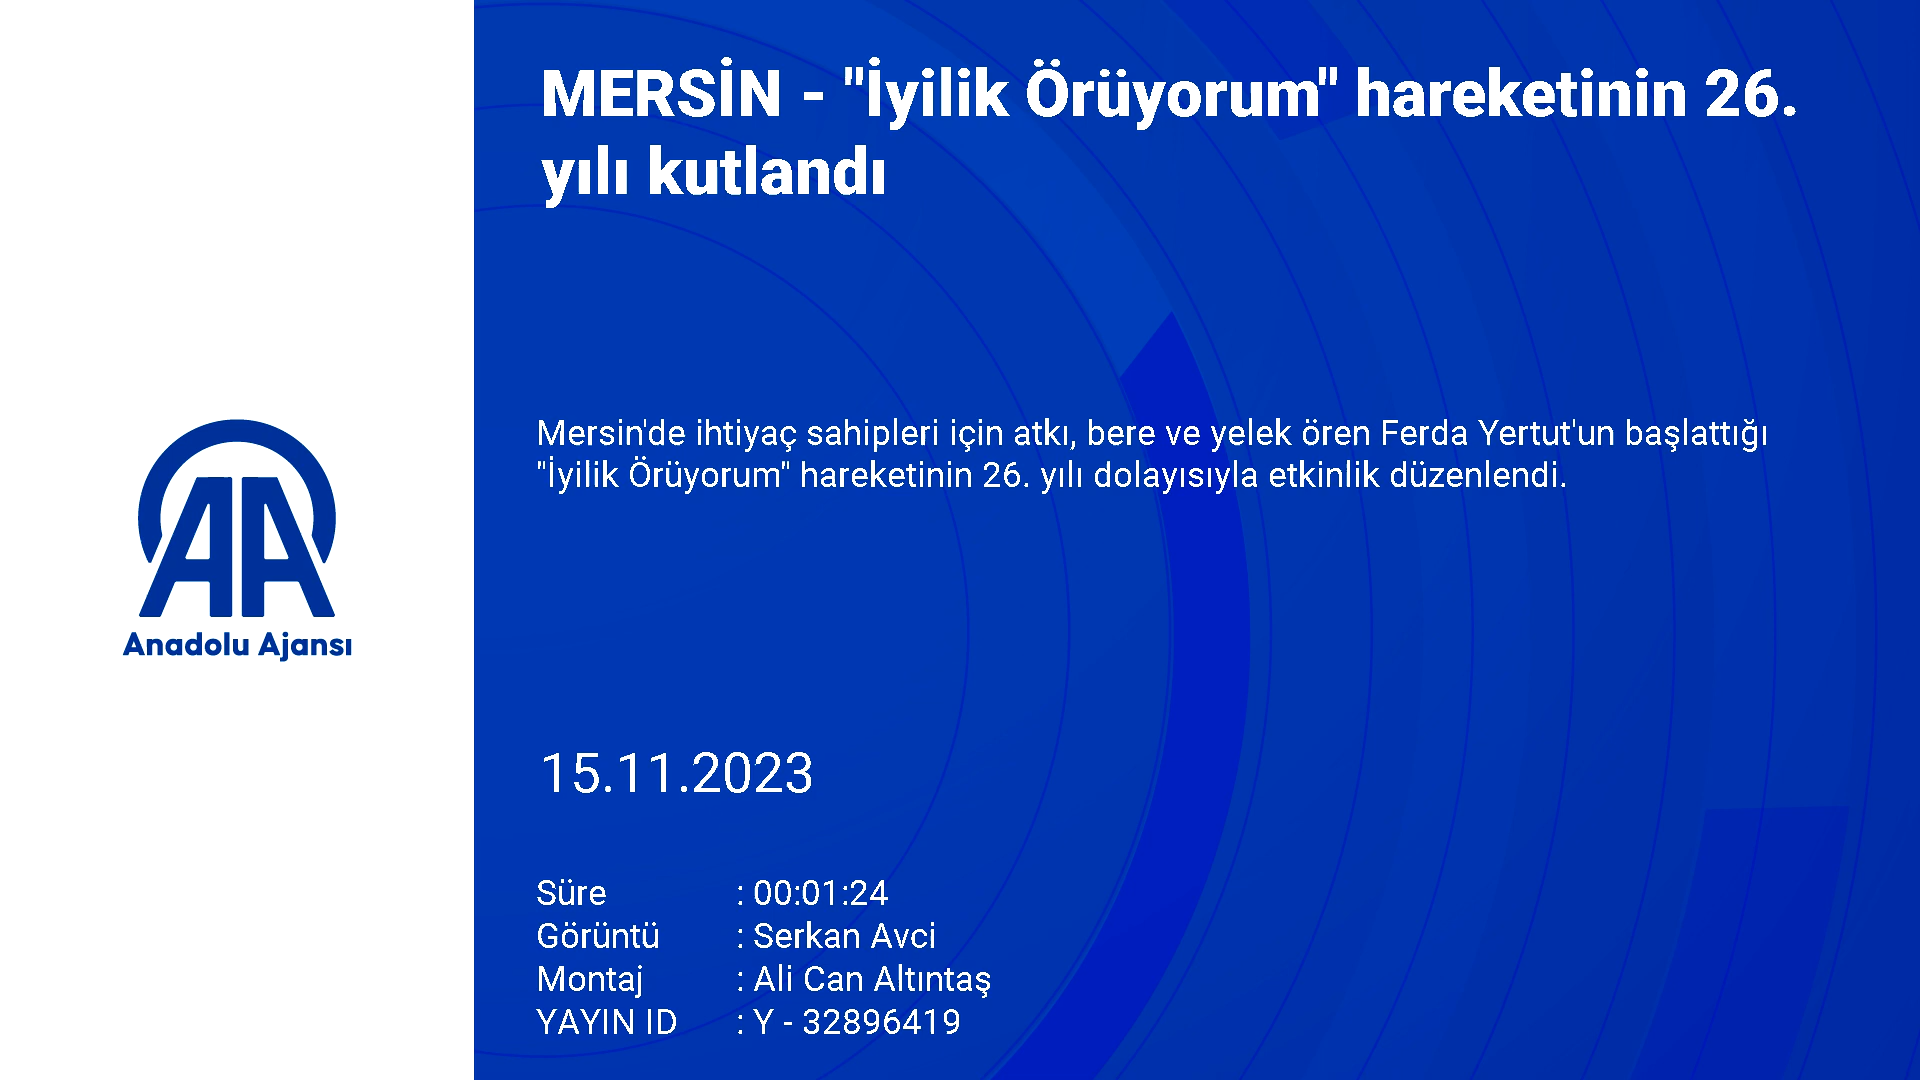 MERSİN - "İyilik Örüyorum" hareketinin 26.
yılı kutlandı
Mersin'de ihtiyaç sahipleri için atkı, bere ve yelek ören Ferda Yertut'un başlattığı
"İyilik Örüyorum" hareketinin 26. yılı dolayısıyla etkinlik düzenlendi.
AA
Anadolu Ajansı
15.11.2023
Süre : 00:01:24
Görüntü : Serkan Avci
Montaj : Ali Can Altıntaş
YAYIN ID : Y - 32896419